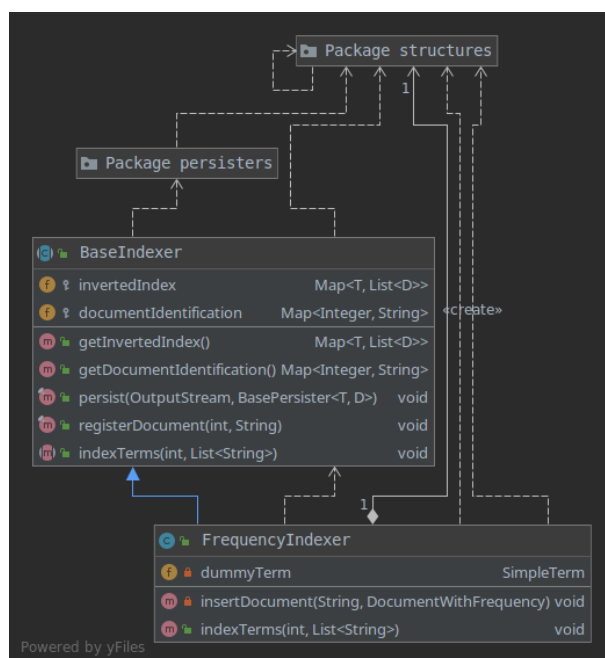 Package structures
1
Package persisters
BaseIndexer
invertedIndex Map<T, List<D>>
documentIdentification Map<Integer, String>
«create»
getInvertedIndex() Map<T, List<D>>
getDocumentIdentification() Map<Integer, String>
persist(OutputStream, BasePersister<T, D>) void
registerDocument(int, String) void
indexTerms(int, List<String>) void
1
FrequencyIndexer
dummyTerm SimpleTerm
insertDocument(String, DocumentWithFrequency) void
indexTerms(int, List<String>) void
Powered by yFiles